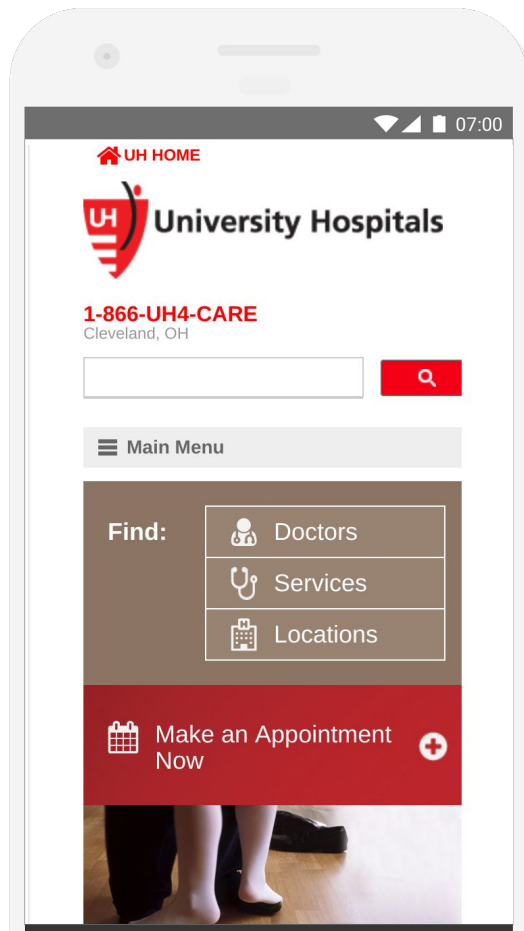 07:00
UH HOME
UH
University Hospitals
1-866-UH4-CARE
Cleveland, OH
Main Menu
Find:
Doctors
Services
H
Locations
Make an Appointment
Now